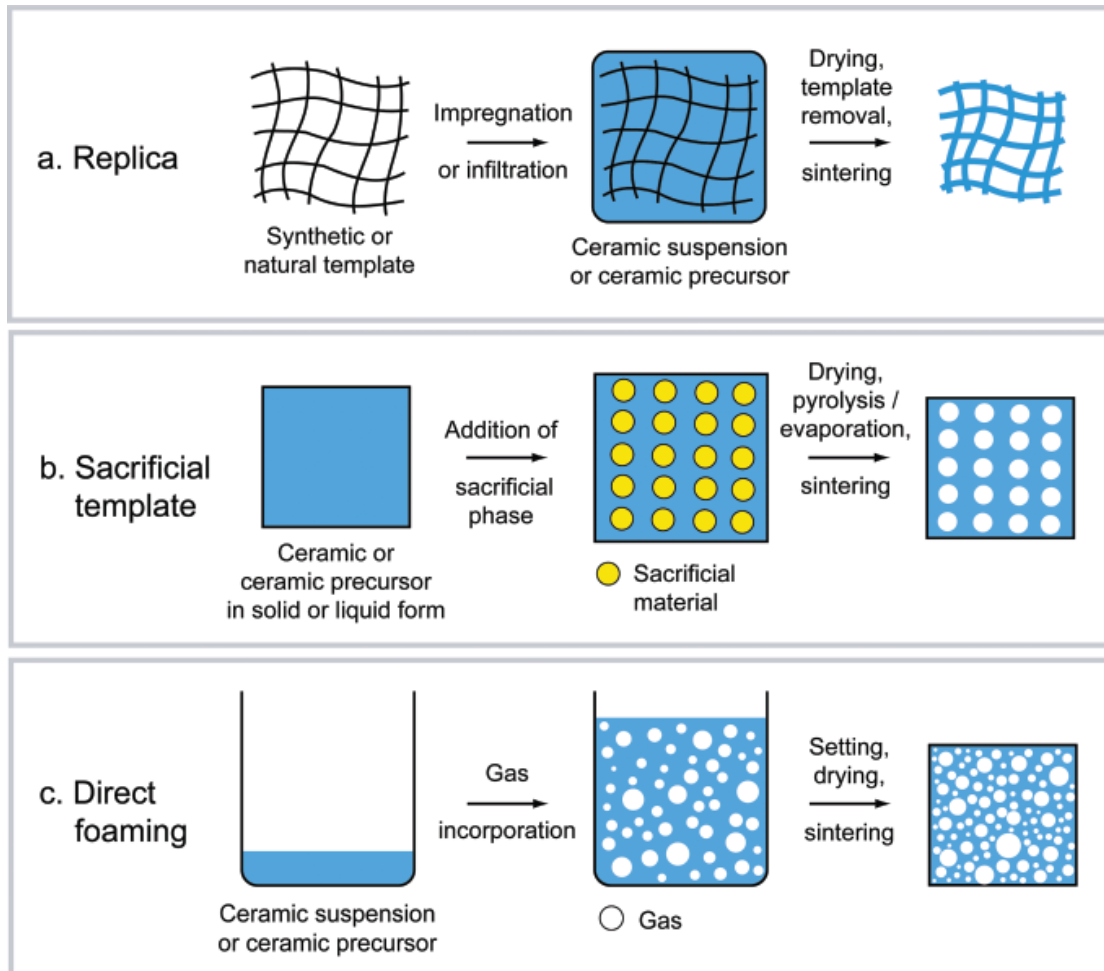 a. Replica
Synthetic or
natural template
Impregnation
or infiltration
Ceramic suspension
or ceramic precursor
Drying,
template
removal,
sintering
b. Sacrificial
template
Ceramic or
ceramic precursor
in solid or liquid form
Addition of
sacrificial
phase
Sacrificial
material
Drying,
pyrolysis /
evaporation,
sintering
c. Direct
foaming
Ceramic suspension
or ceramic precursor
Gas
incorporation
Gas
Setting,
drying,
sintering